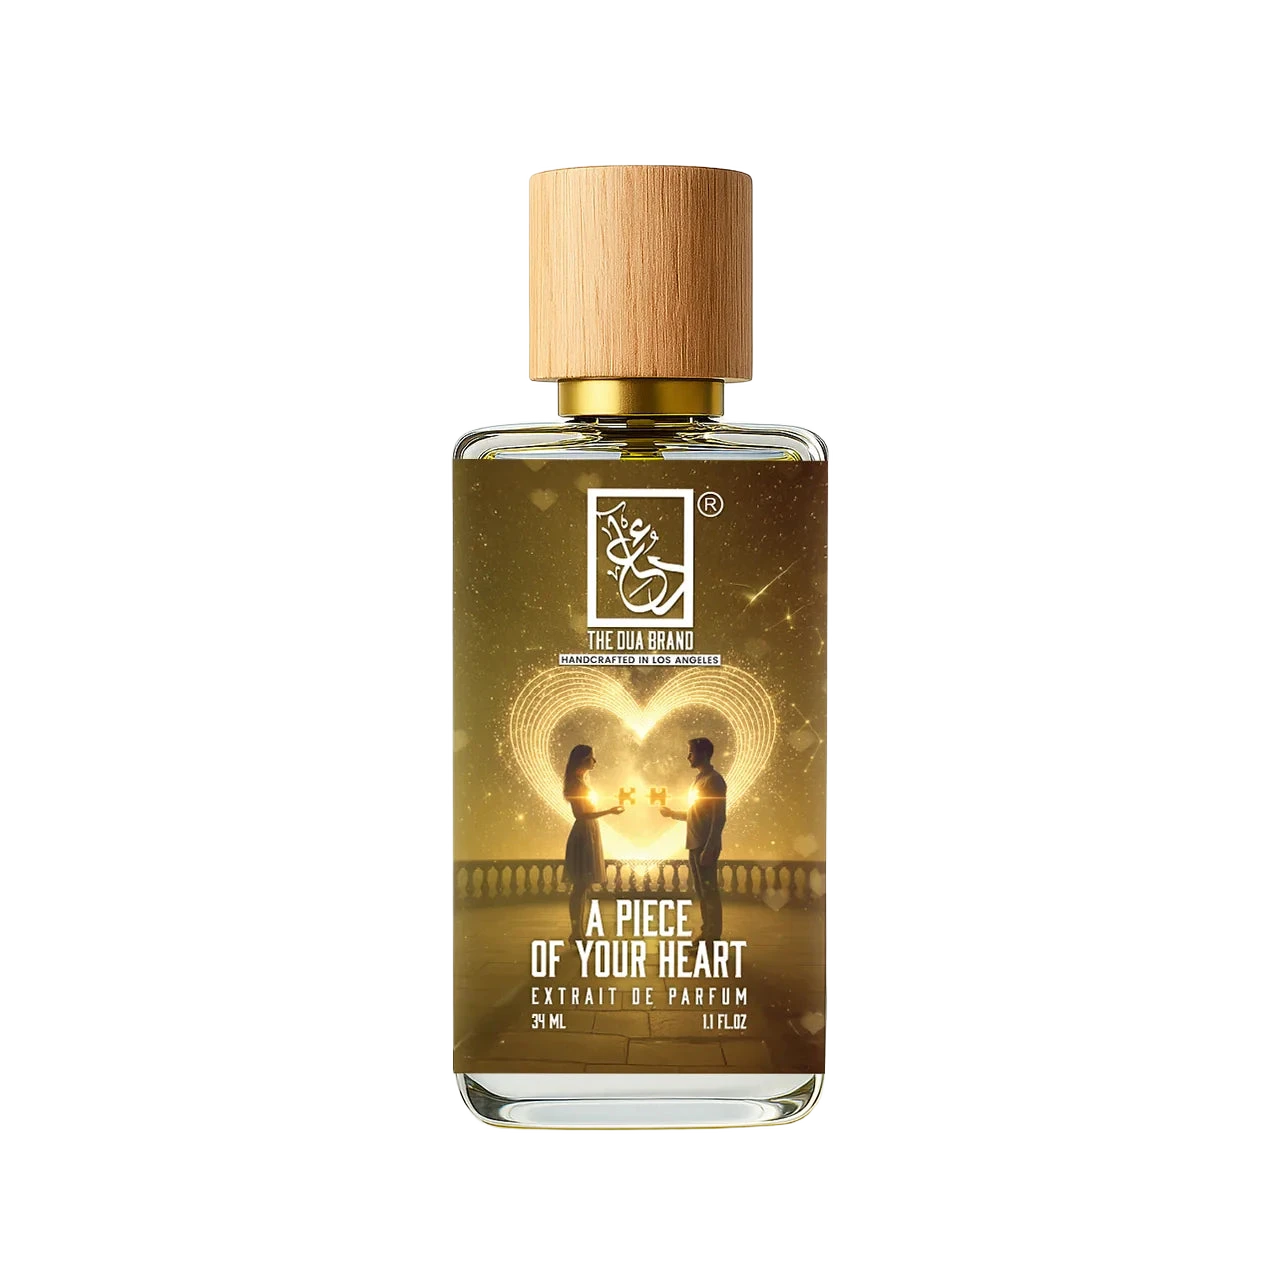 دعاء
®
THE DUA BRAND
HANDCRAFTED IN LOS ANGELES
A PIECE
OF YOUR HEART
EXTRAIT DE PARFUM
34 ML 1.1 FL.OZ